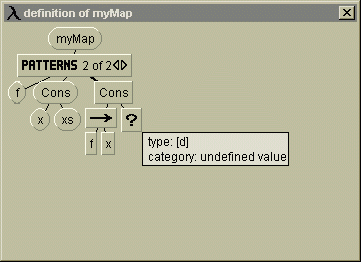 λ definition of myMap
myMap
PATTERNS 2 of 2
f Cons Cons
x xs → ?
f x
type: [d]
category: undefined value